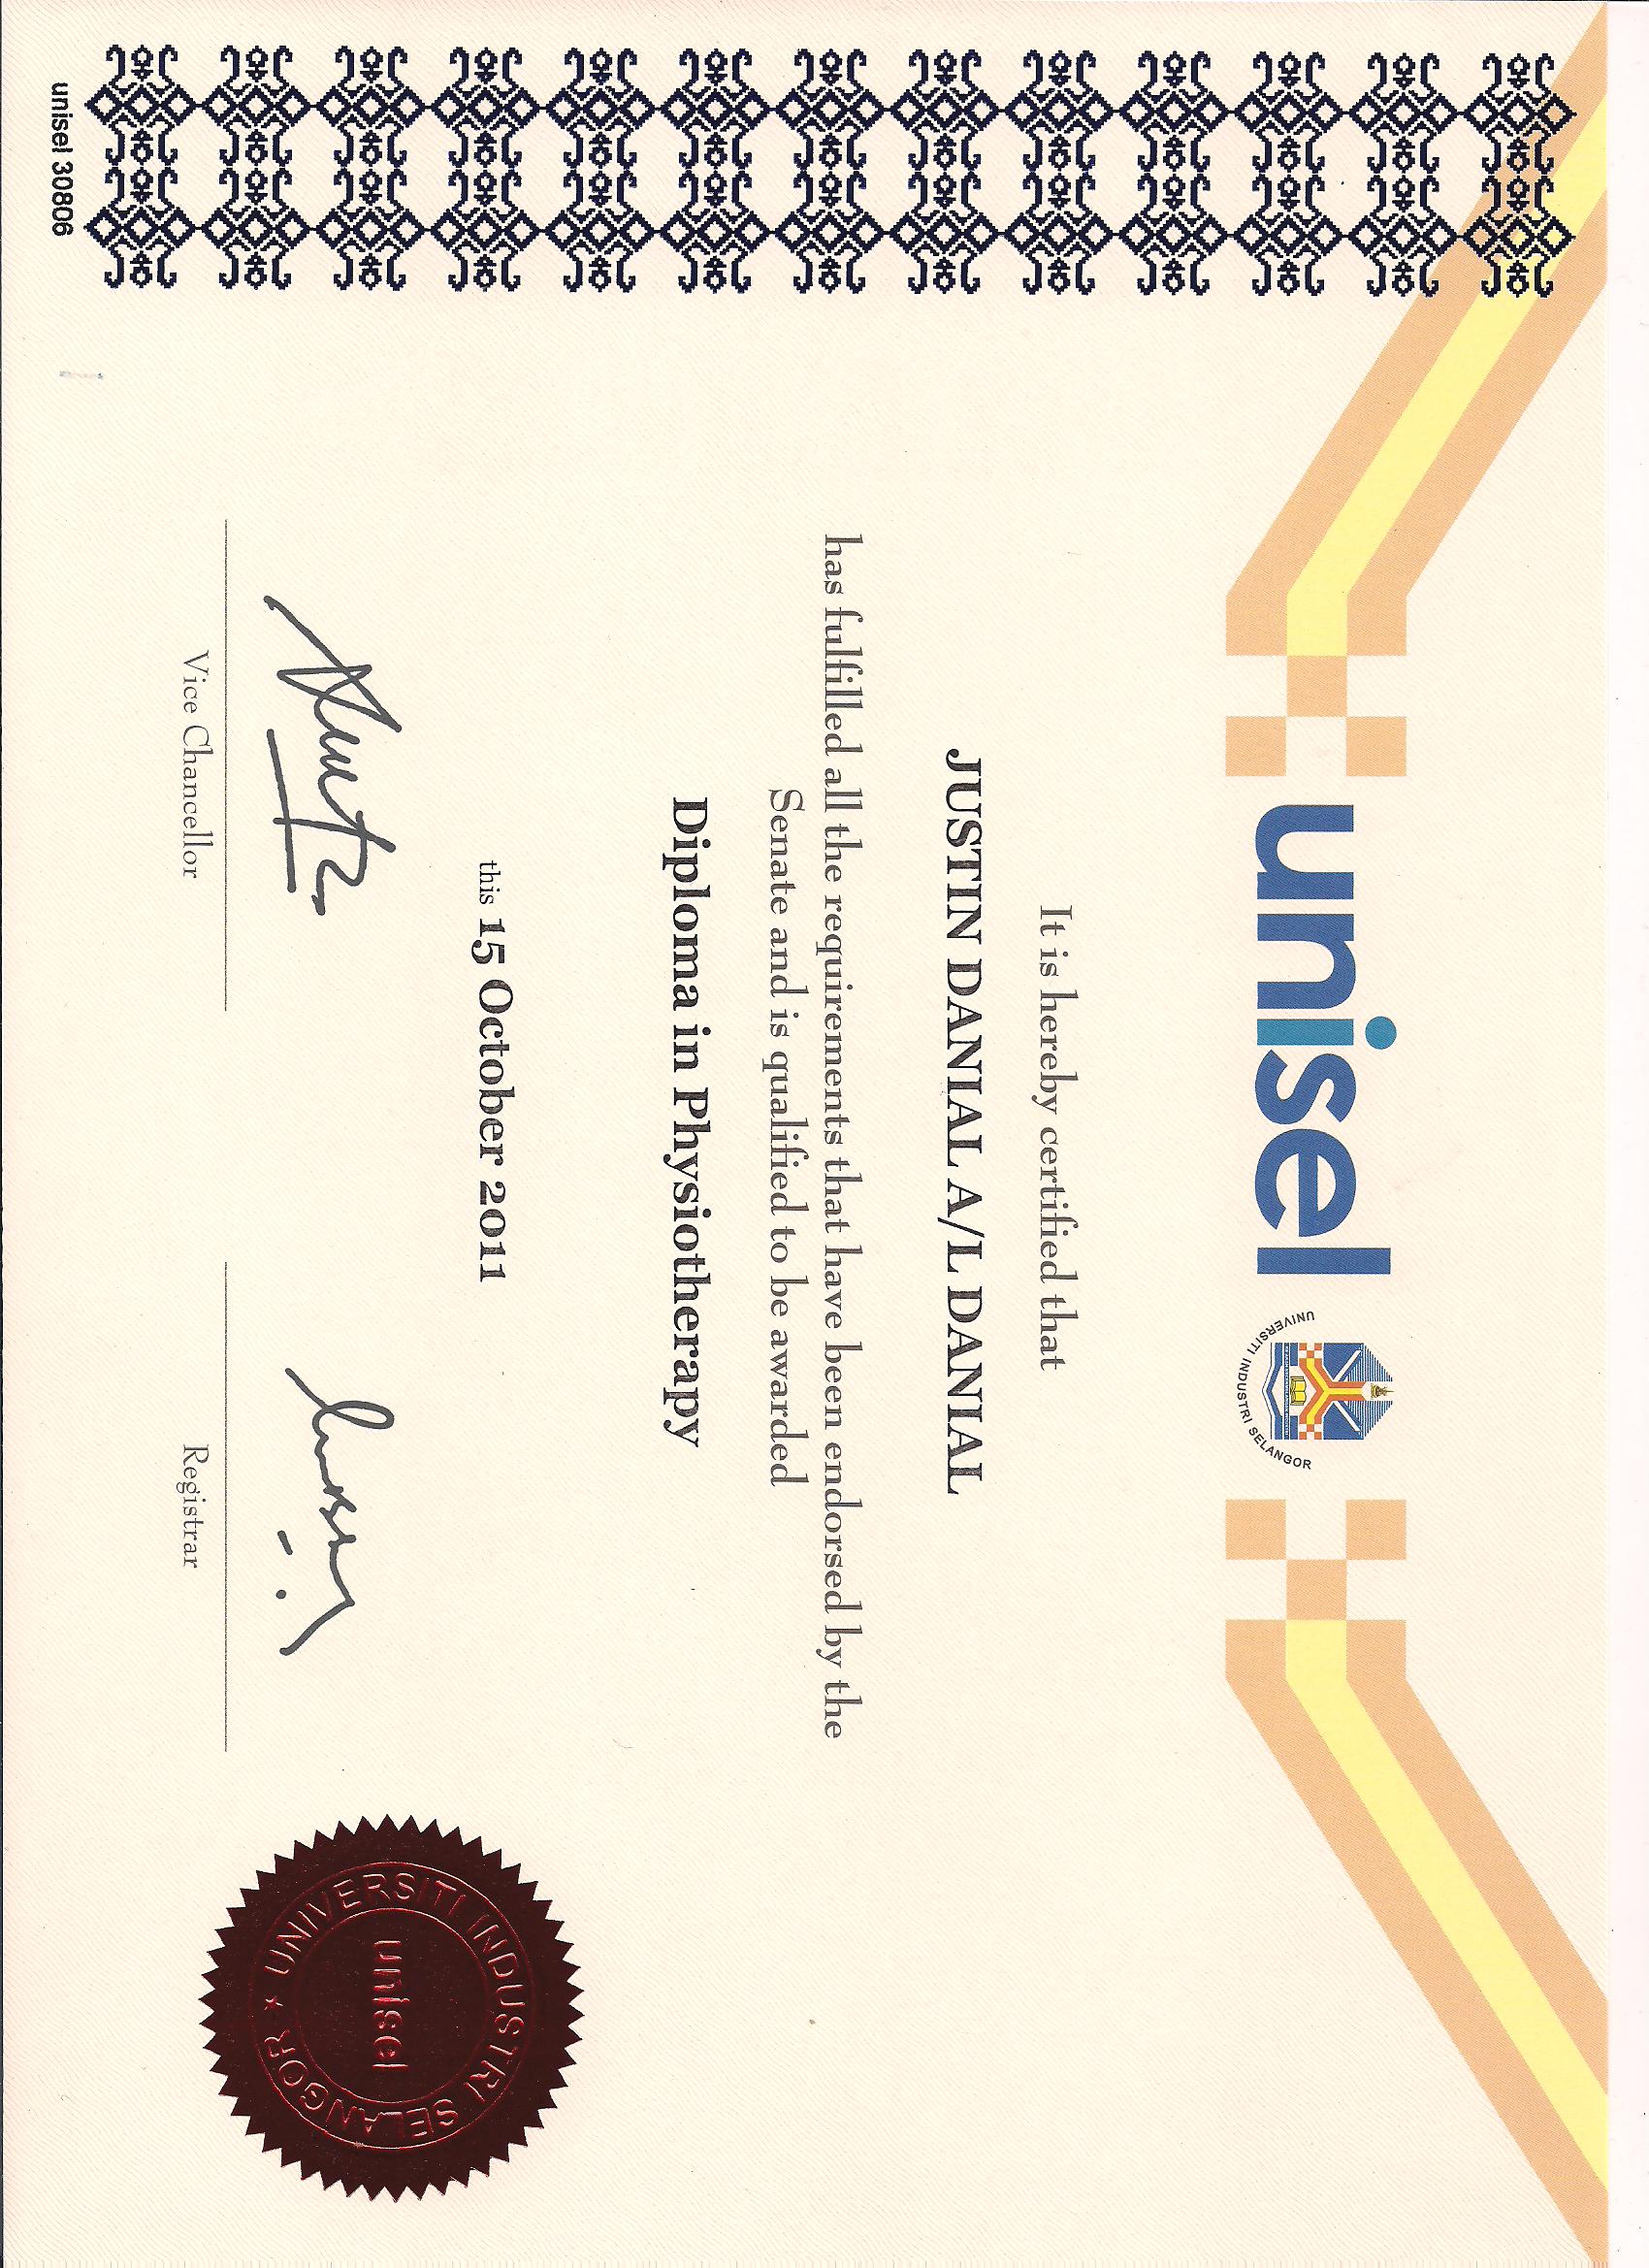 unisel
UNIVERSITI INDUSTRI SELANGOR
It is hereby certified that
JUSTIN DANIAL A/L DANIAL
has fulfilled all the requirements that have been endorsed by the
Senate and is qualified to be awarded
Diploma in Physiotherapy
this 15 October 2011
Vice Chancellor
Registrar
UNIVERSITI INDUSTRI SELANGOR
unisel
unisel 30806